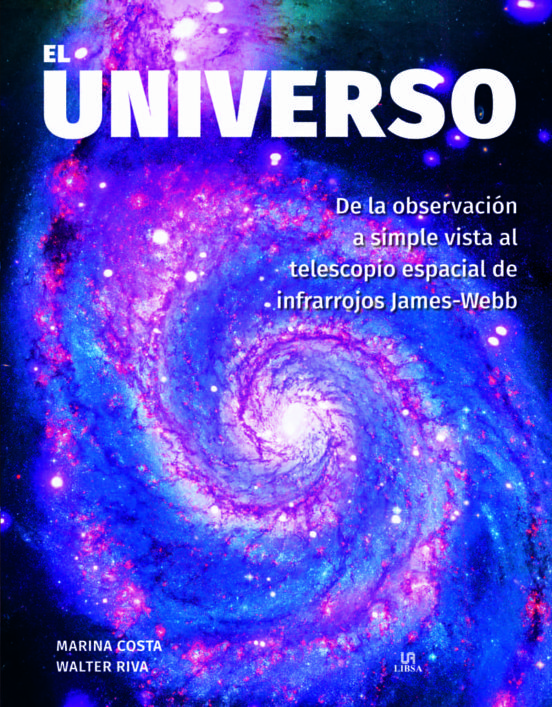 EL
UNIVERSO
De la observación
a simple vista al
telescopio espacial de
infrarrojos James-Webb
MARINA COSTA
WALTER RIVA
LIBSA